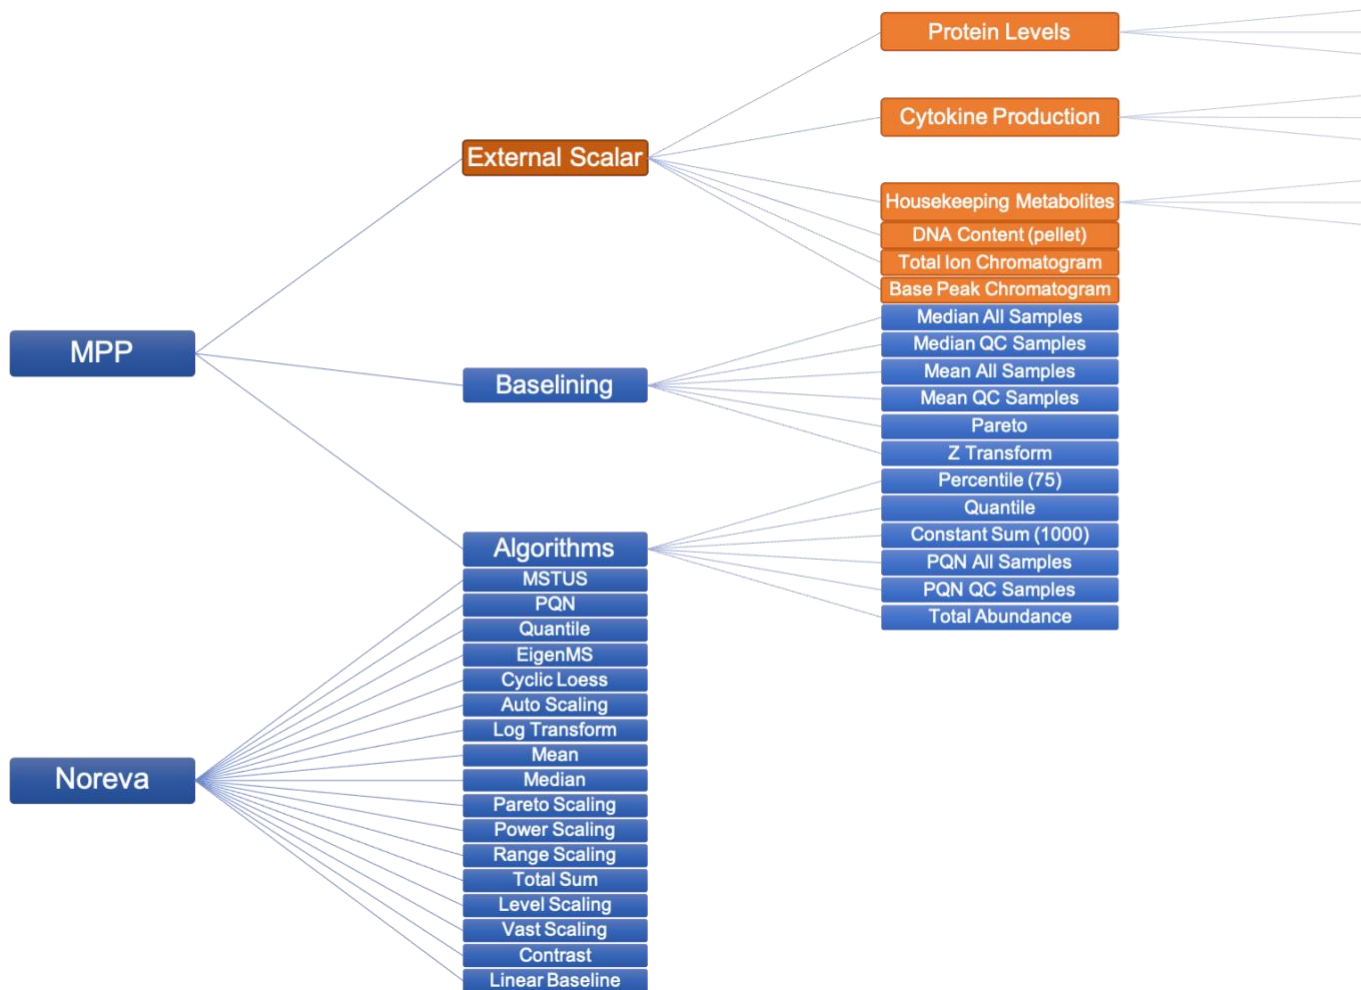 Protein Levels
Cytokine Production
External Scalar
Housekeeping Metabolites
DNA Content (pellet)
Total Ion Chromatogram
Base Peak Chromatogram
MPP
Baselining
Median All Samples
Median QC Samples
Mean All Samples
Mean QC Samples
Pareto
Z Transform
Algorithms
Percentile (75)
Quantile
Constant Sum (1000)
PQN All Samples
PQN QC Samples
Total Abundance
Noreva
MSTUS
PQN
Quantile
EigenMS
Cyclic Loess
Auto Scaling
Log Transform
Mean
Median
Pareto Scaling
Power Scaling
Range Scaling
Total Sum
Level Scaling
Vast Scaling
Contrast
Linear Baseline